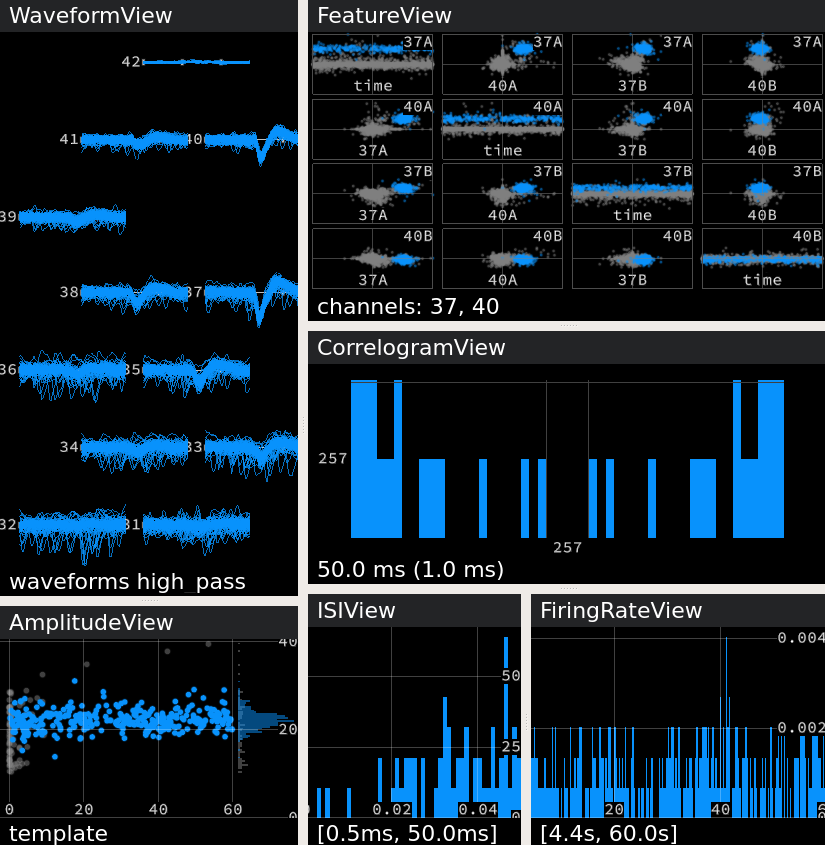 WaveformView
42
41 40
39
38 37
36 35
34 33
32 31
waveforms high_pass
FeatureView
37A 37A 37A 37A
time 40A 37B 40B
40A 40A 40A 40A
37A time 37B 40B
37B 37B 37B 37B
37A 40A time 40B
40B 40B 40B 40B
37A 40A 37B time
channels: 37, 40
CorrelogramView
257
257
50.0 ms (1.0 ms)
AmplitudeView
40
20
0 20 40 60
0
template
ISIView
50
25
0.02 0.04
[0.5ms, 50.0ms]
FiringRateView
0.004
0.002
20 40
[4.4s, 60.0s]